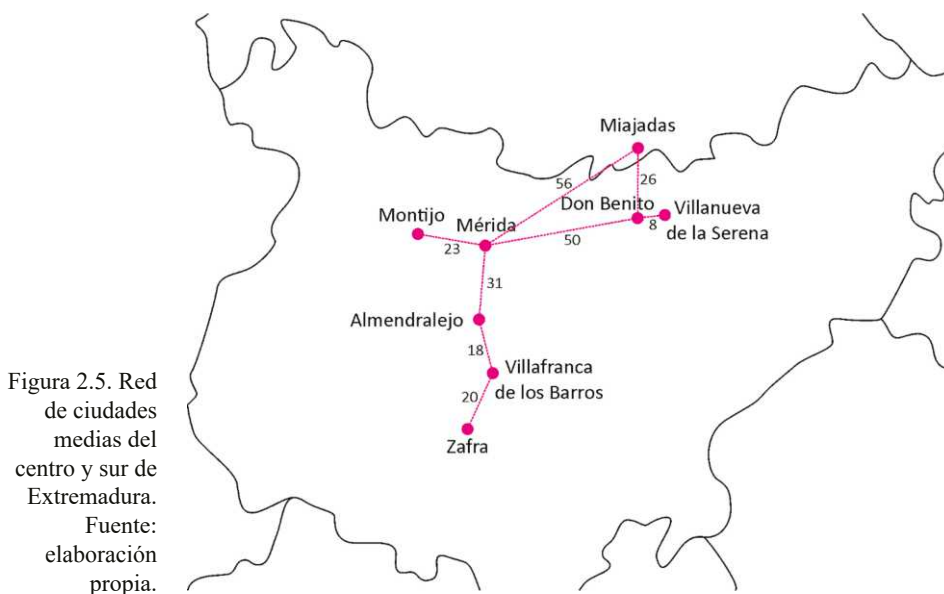 Miajadas
56
26
Don Benito
Villanueva
de la Serena
8
Montijo
Mérida
23
50
31
Almendralejo
18
Villafranca
de los Barros
20
Zafra
Figura 2.5. Red
de ciudades
medias del
centro y sur de
Extremadura.
Fuente:
elaboración
propia.